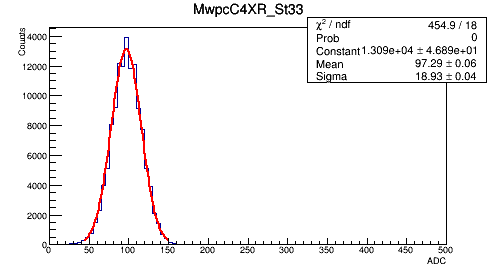 MwpcC4XR_St33
χ² / ndf 454.9 / 18
Prob 0
Constant 1.309e+04 ± 4.689e+01
Mean 97.29 ± 0.06
Sigma 18.93 ± 0.04
Counts
14000
12000
10000
8000
6000
4000
2000
0
0 50 100 150 200 250 300 350 400 450 500
ADC